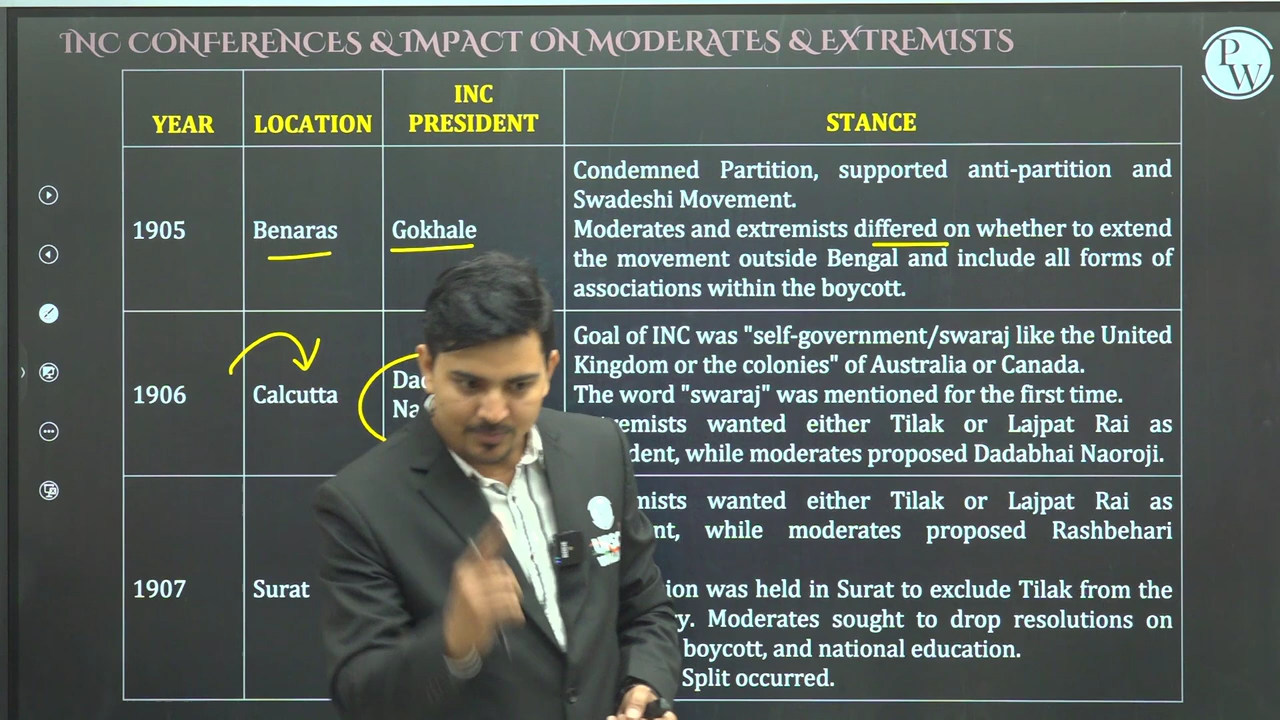 INC CONFERENCES & IMPACT ON MODERATES & EXTREMISTS
PW
YEAR
LOCATION
INC
PRESIDENT
STANCE
1905
Benaras
Gokhale
Condemned Partition, supported anti-partition and
Swadeshi Movement.
Moderates and extremists differed on whether to extend
the movement outside Bengal and include all forms of
associations within the boycott.
1906
Calcutta
Goal of INC was "self-government/swaraj like the United
Kingdom or the colonies" of Australia or Canada.
The word "swaraj" was mentioned for the first time.
wanted either Tilak or Lajpat Rai as
while moderates proposed Dadabhai Naoroji.
1907
Surat
wanted either Tilak or Lajpat Rai as
while moderates proposed Rashbehari
was held in Surat to exclude Tilak from the
Moderates sought to drop resolutions on
boycott, and national education.
Split occurred.